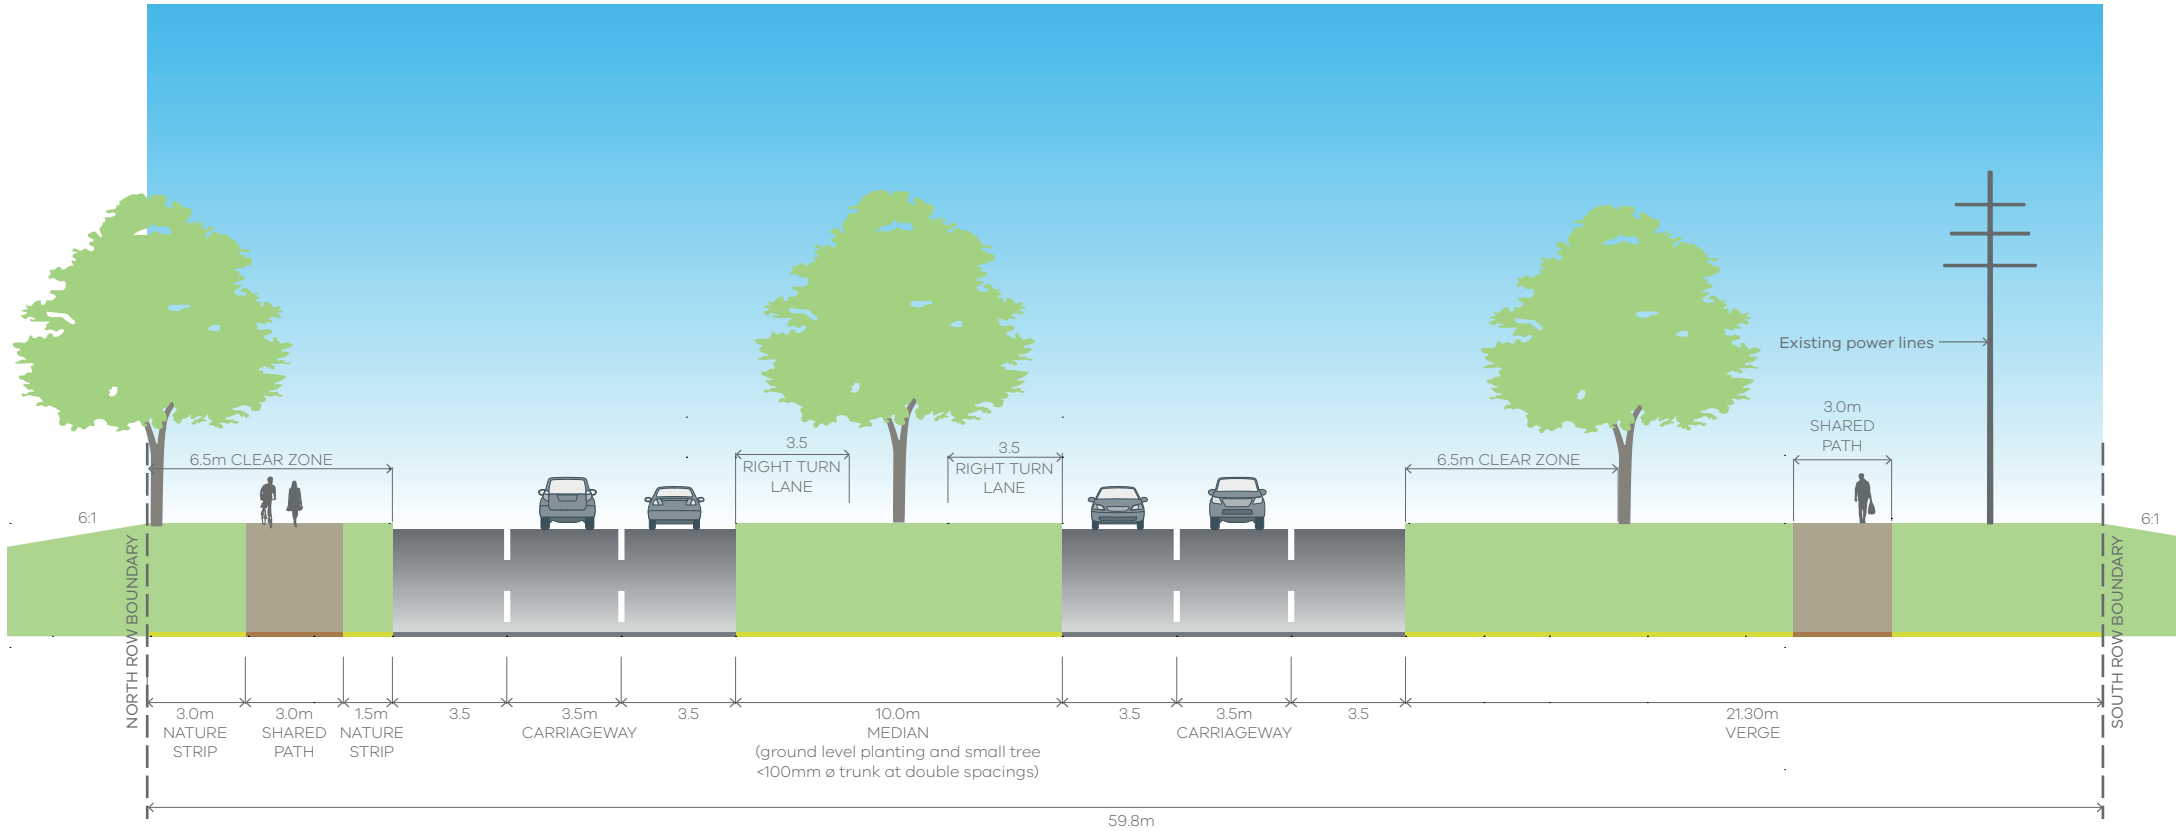 Existing power lines
3.0m
SHARED
PATH
3.5
RIGHT TURN
LANE
3.5
RIGHT TURN
LANE
6.5m CLEAR ZONE
6.5m CLEAR ZONE
6:1
6:1
NORTH ROW BOUNDARY
SOUTH ROW BOUNDARY
3.0m
NATURE
STRIP
3.0m
SHARED
PATH
1.5m
NATURE
STRIP
3.5
3.5m
CARRIAGEWAY
3.5
10.0m
MEDIAN
(ground level planting and small tree
<100mm ø trunk at double spacings)
3.5
3.5m
CARRIAGEWAY
3.5
21.30m
VERGE
59.8m